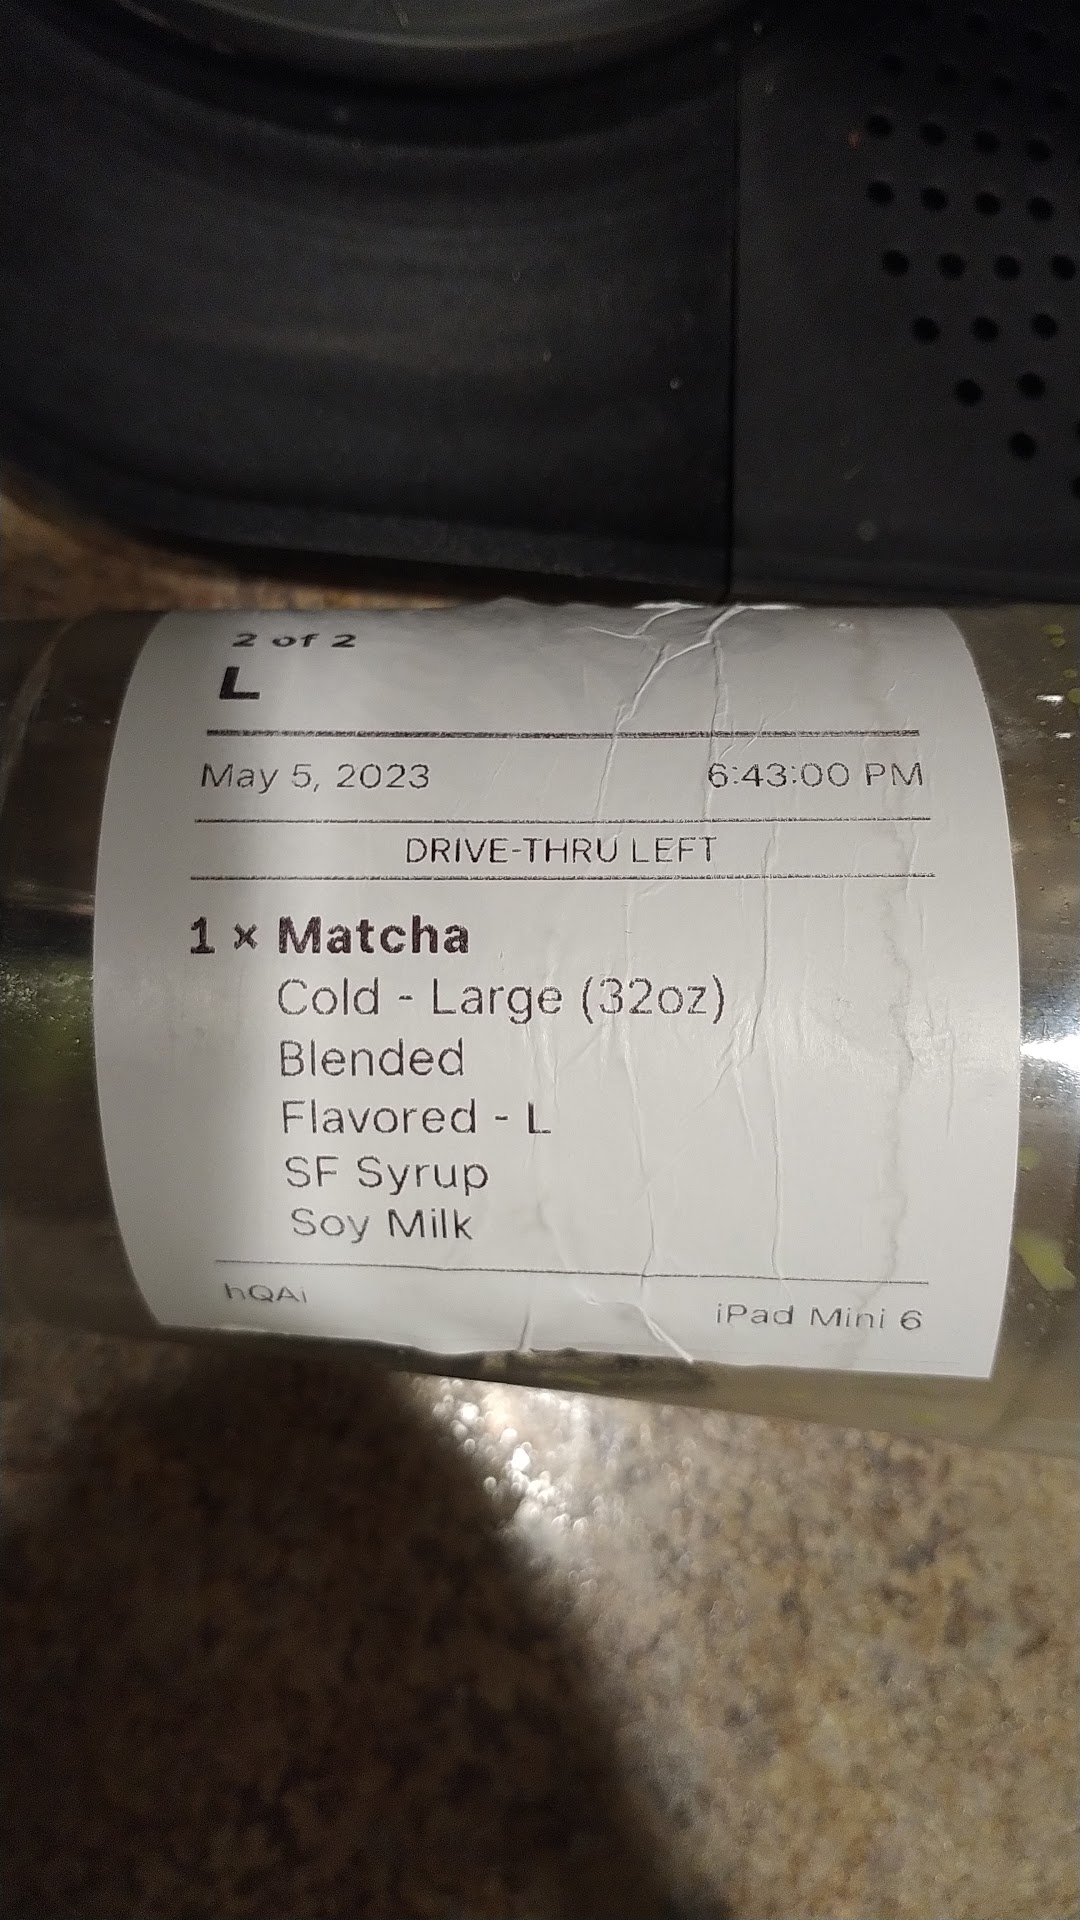 2 of 2
L
May 5, 2023 6:43:00 PM
DRIVE-THRU LEFT
1 × Matcha
Cold - Large (32oz)
Blended
Flavored - L
SF Syrup
Soy Milk
hQAi iPad Mini 6